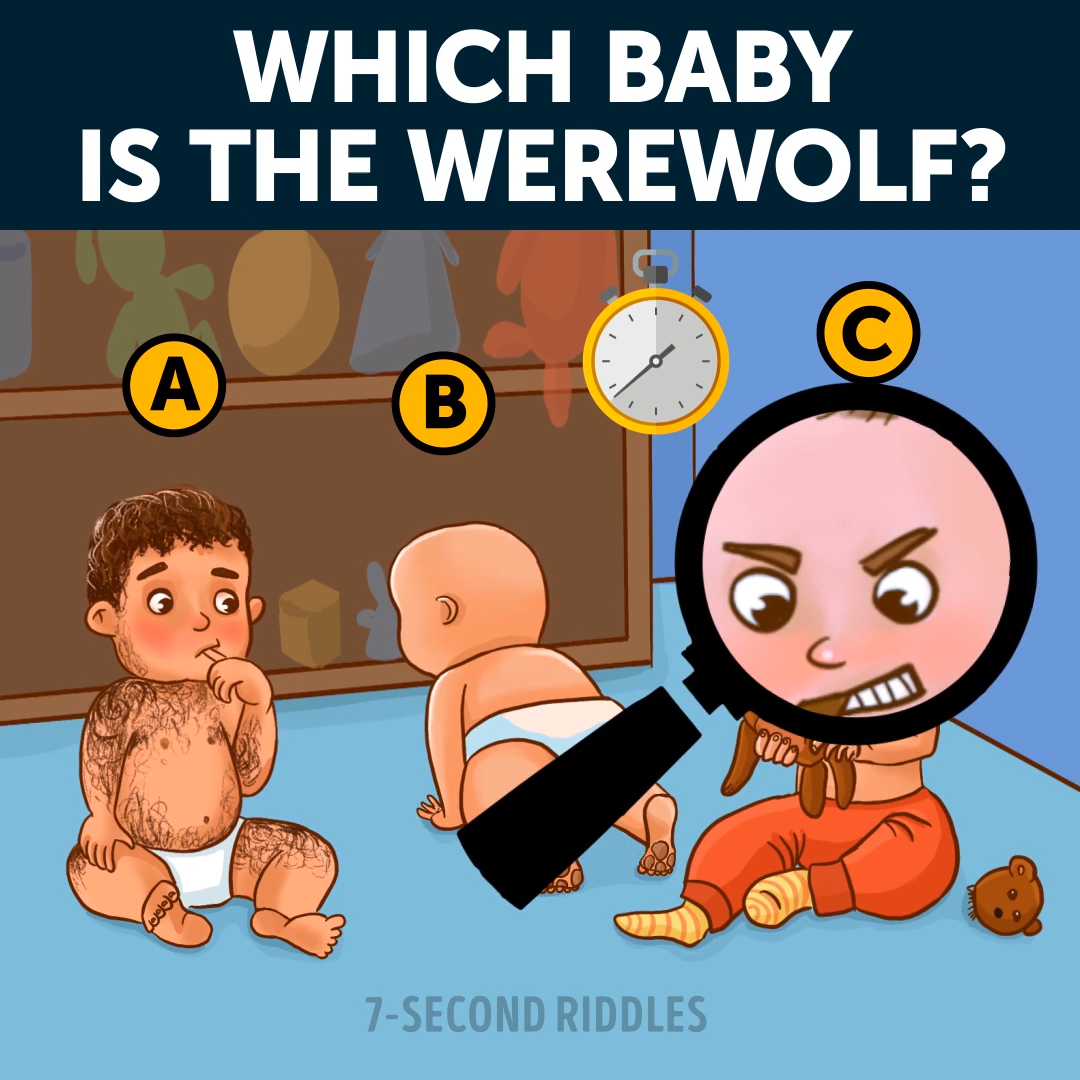 WHICH BABY
IS THE WEREWOLF?
A
B
C
7-SECOND RIDDLES